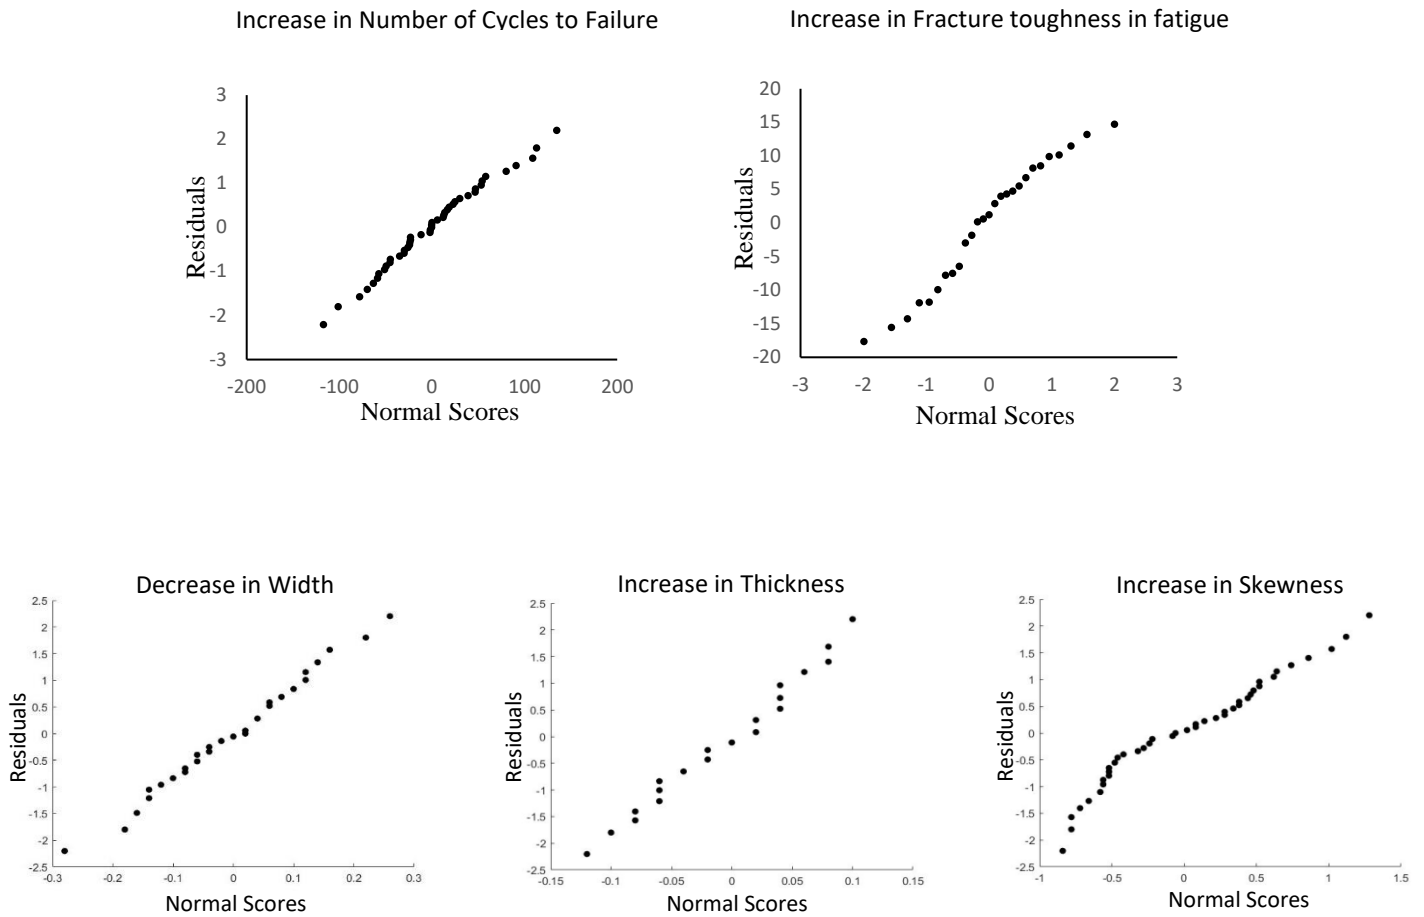 Increase in Number of Cycles to Failure
3
2
1
0
-1
-2
-3
Residuals
-200 -100 0 100 200
Normal Scores
Increase in Fracture toughness in fatigue
20
15
10
5
0
-5
-10
-15
-20
Residuals
-3 -2 -1 0 1 2 3
Normal Scores
Decrease in Width
2.5
2
1.5
1
0.5
0
-0.5
-1
-1.5
-2
-2.5
Residuals
-0.3 -0.2 -0.1 0 0.1 0.2 0.3
Normal Scores
Increase in Thickness
2.5
2
1.5
1
0.5
0
-0.5
-1
-1.5
-2
-2.5
Residuals
-0.15 -0.1 -0.05 0 0.05 0.1 0.15
Normal Scores
Increase in Skewness
2.5
2
1.5
1
0.5
0
-0.5
-1
-1.5
-2
-2.5
Residuals
-1 -0.5 0 0.5 1 1.5
Normal Scores